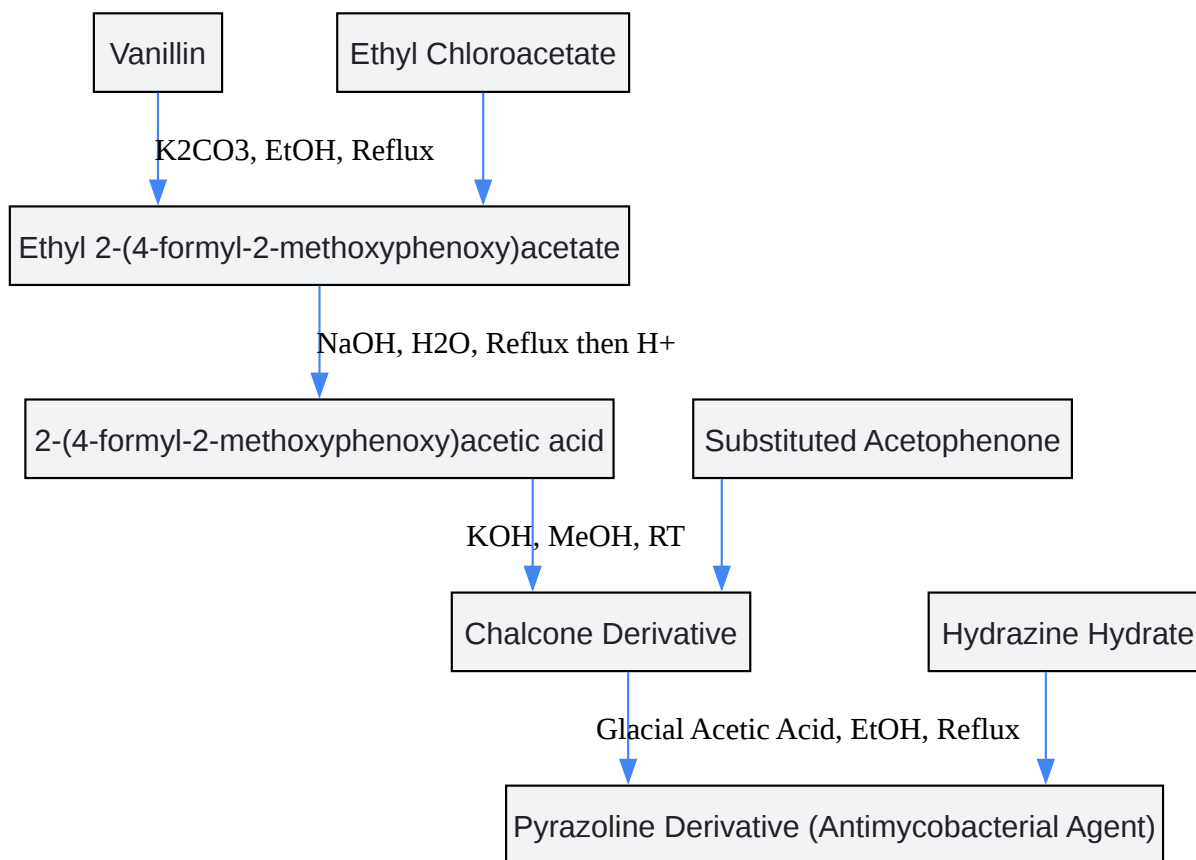 Vanillin
Ethyl Chloroacetate
K2CO3, EtOH, Reflux
Ethyl 2-(4-formyl-2-methoxyphenoxy)acetate
NaOH, H2O, Reflux then H+
2-(4-formyl-2-methoxyphenoxy)acetic acid
Substituted Acetophenone
KOH, MeOH, RT
Chalcone Derivative
Hydrazine Hydrate
Glacial Acetic Acid, EtOH, Reflux
Pyrazoline Derivative (Antimycobacterial Agent)